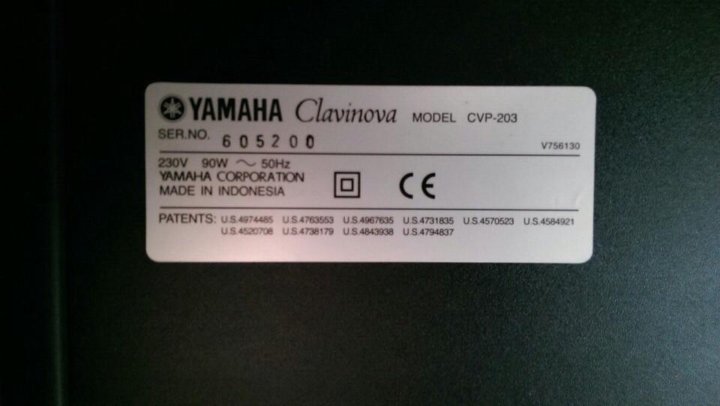 YAMAHA Clavinova MODEL CVP-203
SER.NO. 605200
V756130
230V 90W ~ 50Hz
YAMAHA CORPORATION
MADE IN INDONESIA
CE
PATENTS: U.S.4974485 U.S.4763553 U.S.4967635 U.S.4731835 U.S.4570523 U.S.4584921
U.S.4520708 U.S.4738179 U.S.4843938 U.S.4794837